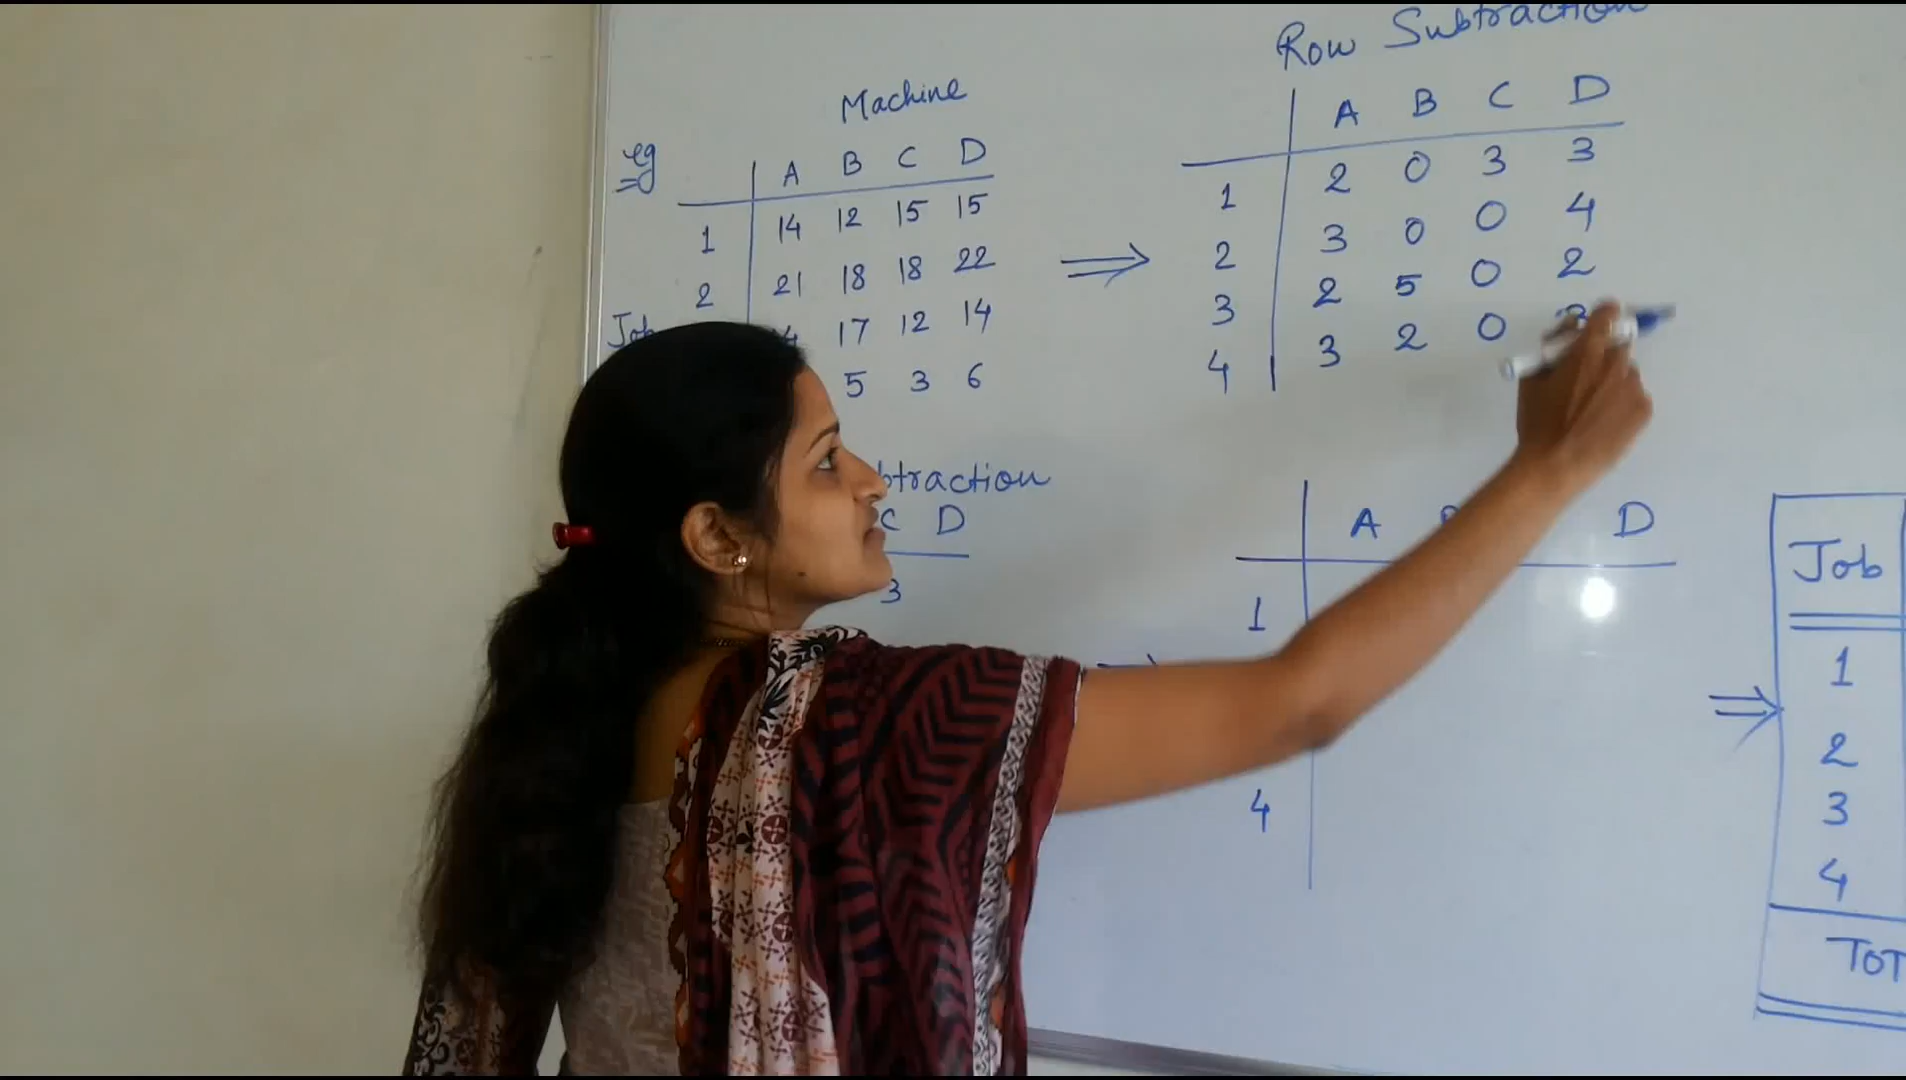 Row Subtraction
Machine
eg
A B C D
1 14 12 15 15
2 21 18 18 22
17 12 14
5 3 6
A B C D
1 2 0 3 3
2 3 0 0 4
3 2 5 0 2
4 3 2 0
btraction
C D
3
A D
1
4
Job
1
2
3
4
TOT